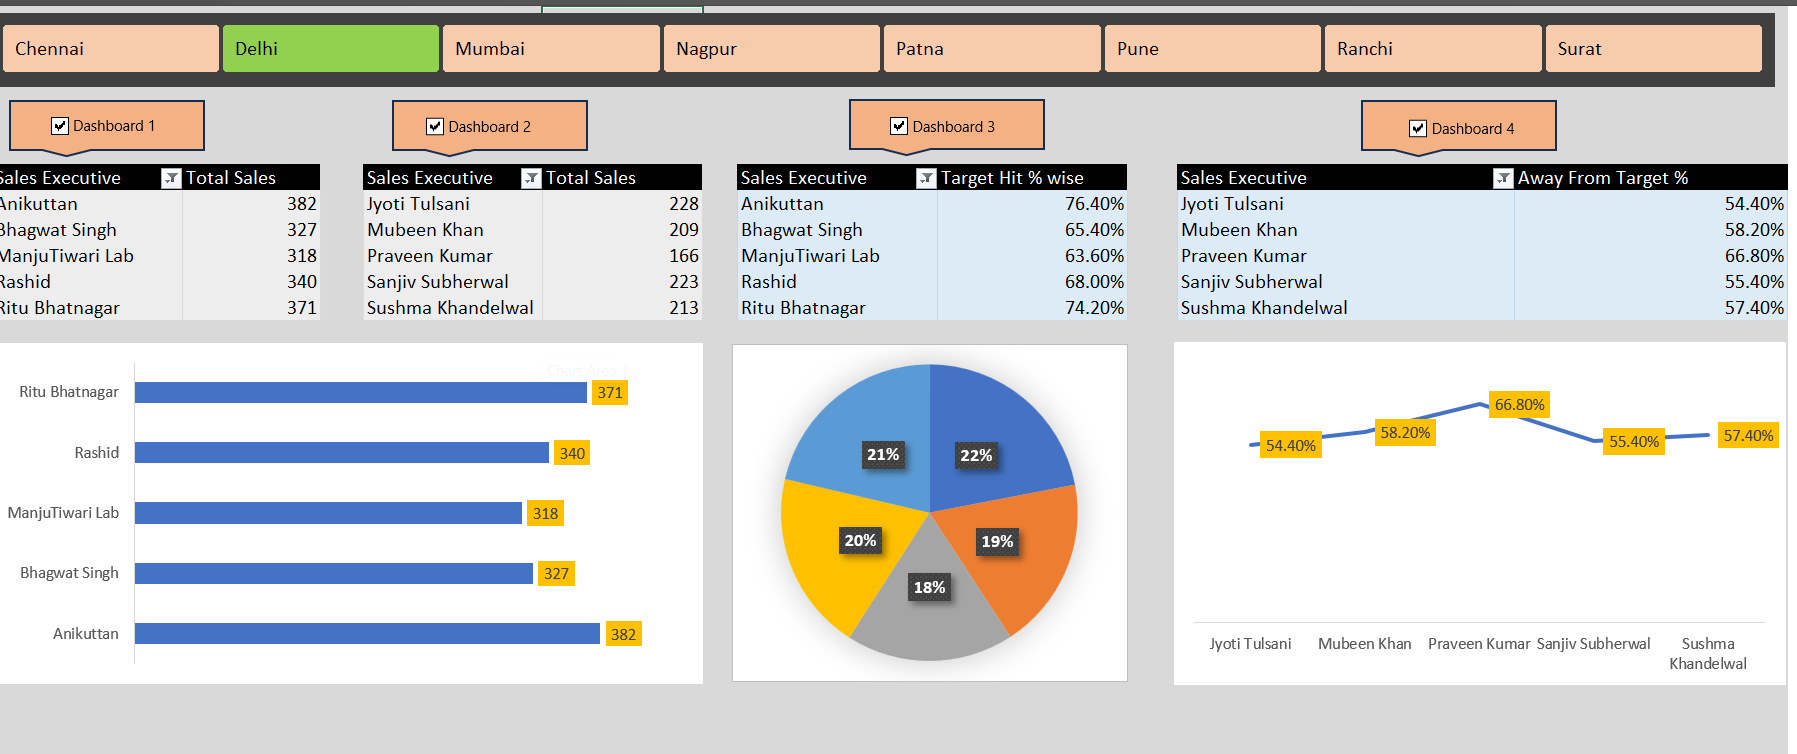 Chennai Delhi Mumbai Nagpur Patna Pune Ranchi Surat
Dashboard 1 Dashboard 2 Dashboard 3 Dashboard 4
Sales Executive Total Sales
Anikuttan 382
Bhagwat Singh 327
ManjuTiwari Lab 318
Rashid 340
Ritu Bhatnagar 371
Sales Executive Total Sales
Jyoti Tulsani 228
Mubeen Khan 209
Praveen Kumar 166
Sanjiv Subherwal 223
Sushma Khandelwal 213
Sales Executive Target Hit % wise
Anikuttan 76.40%
Bhagwat Singh 65.40%
ManjuTiwari Lab 63.60%
Rashid 68.00%
Ritu Bhatnagar 74.20%
Sales Executive Away From Target %
Jyoti Tulsani 54.40%
Mubeen Khan 58.20%
Praveen Kumar 66.80%
Sanjiv Subherwal 55.40%
Sushma Khandelwal 57.40%
Chart Area
Ritu Bhatnagar 371
Rashid 340
ManjuTiwari Lab 318
Bhagwat Singh 327
Anikuttan 382
21% 22%
20% 19%
18%
54.40% 58.20% 66.80% 55.40% 57.40%
Jyoti Tulsani Mubeen Khan Praveen Kumar Sanjiv Subherwal Sushma
Khandelwal